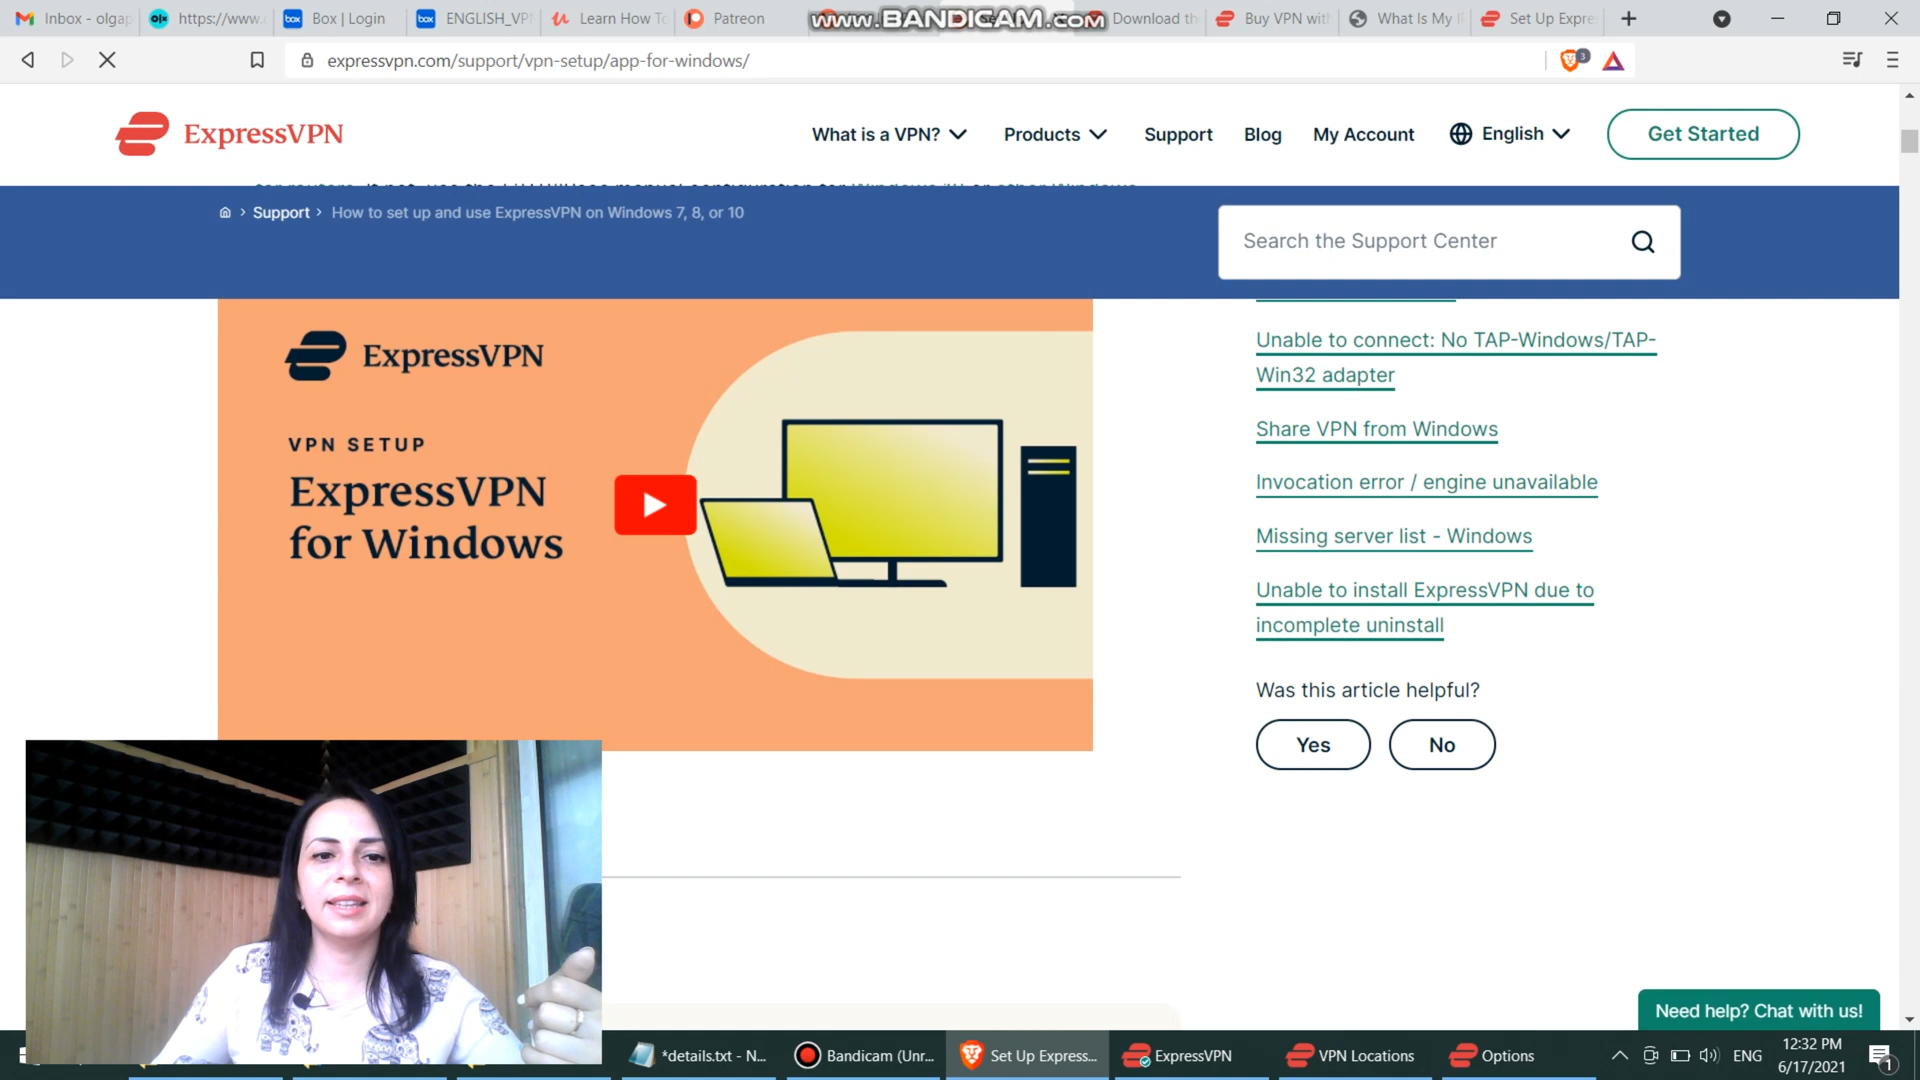 Inbox - olgap
https://www.
Box | Login
ENGLISH_VP
Learn How To
Patreon
www.BANDICAM.com
Download th
Buy VPN with
What Is My I
Set Up Expre
expressvpn.com/support/vpn-setup/app-for-windows/
3
ExpressVPN
What is a VPN?
Products
Support
Blog
My Account
English
Get Started
Support > How to set up and use ExpressVPN on Windows 7, 8, or 10
Search the Support Center
ExpressVPN
VPN SETUP
ExpressVPN
for Windows
Unable to connect: No TAP-Windows/TAP-
Win32 adapter
Share VPN from Windows
Invocation error / engine unavailable
Missing server list - Windows
Unable to install ExpressVPN due to
incomplete uninstall
Was this article helpful?
Yes
No
Need help? Chat with us!
*details.txt - N...
Bandicam (Unr...
Set Up Express...
ExpressVPN
VPN Locations
Options
ENG
12:32 PM
6/17/2021
1